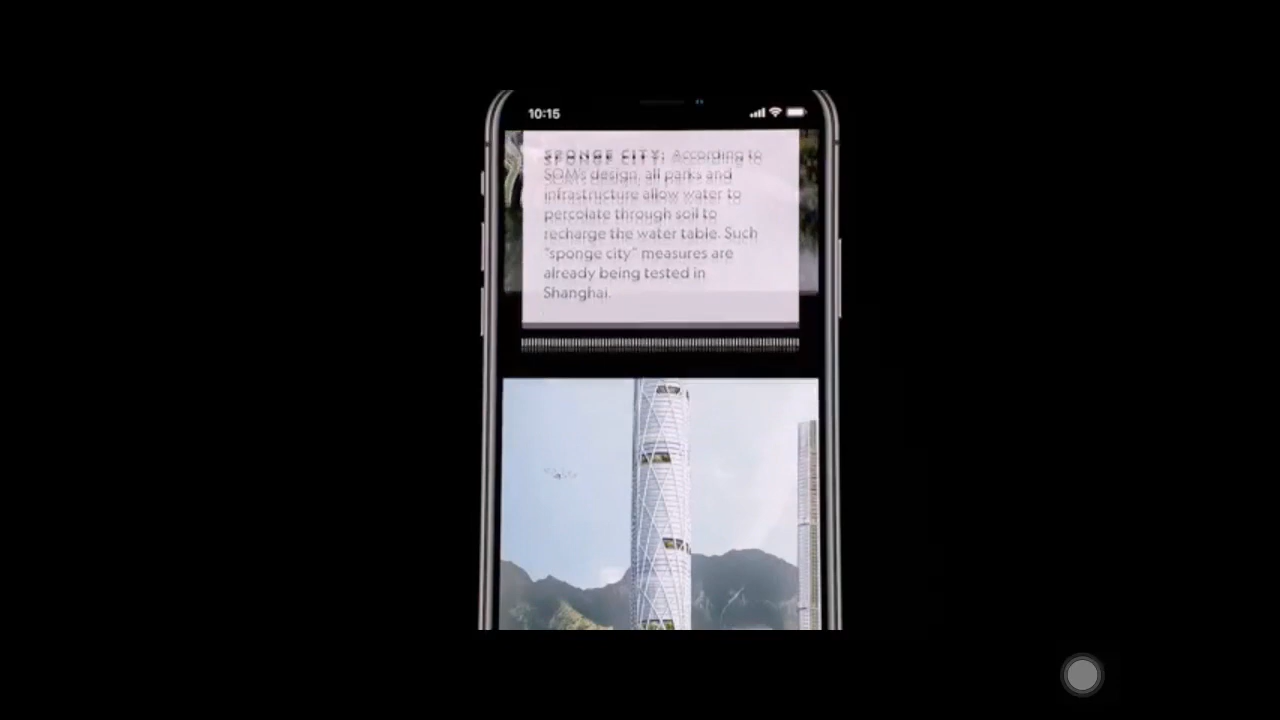 10:15
SPONGE CITY: According to
SOM's design, all parks and
infrastructure allow water to
percolate through soil to
recharge the water table. Such
"sponge city" measures are
already being tested in
Shanghai.